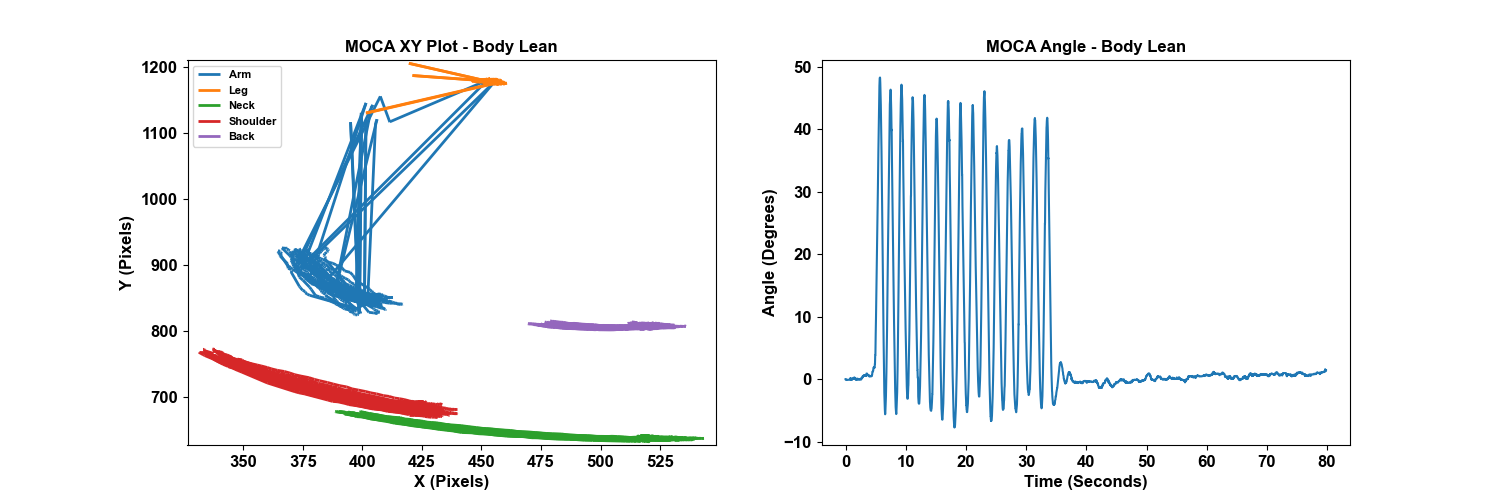 MOCA XY Plot - Body Lean
Arm
Leg
Neck
Shoulder
Back
1200
1100
1000
900
800
700
Y (Pixels)
350 375 400 425 450 475 500 525
X (Pixels)
MOCA Angle - Body Lean
50
40
30
20
10
0
−10
Angle (Degrees)
0 10 20 30 40 50 60 70 80
Time (Seconds)